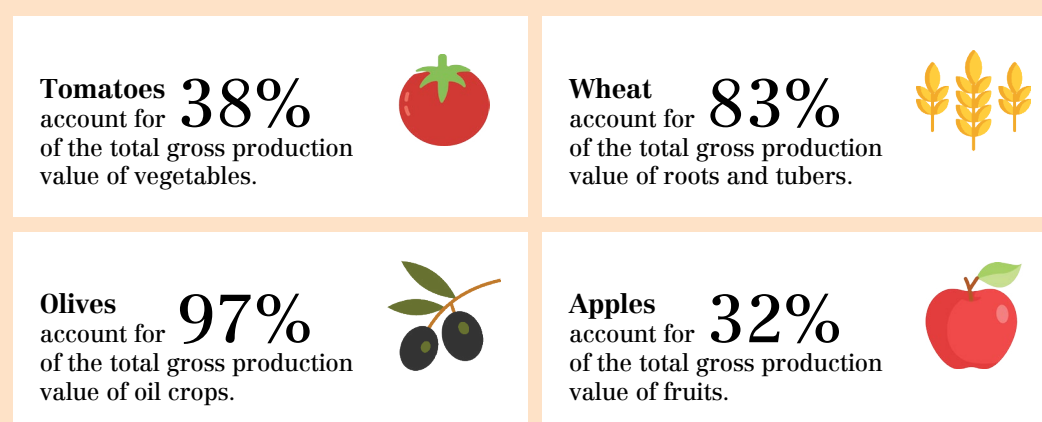 Tomatoes
account for 38%
of the total gross production
value of vegetables.
Wheat
account for 83%
of the total gross production
value of roots and tubers.
Olives
account for 97%
of the total gross production
value of oil crops.
Apples
account for 32%
of the total gross production
value of fruits.